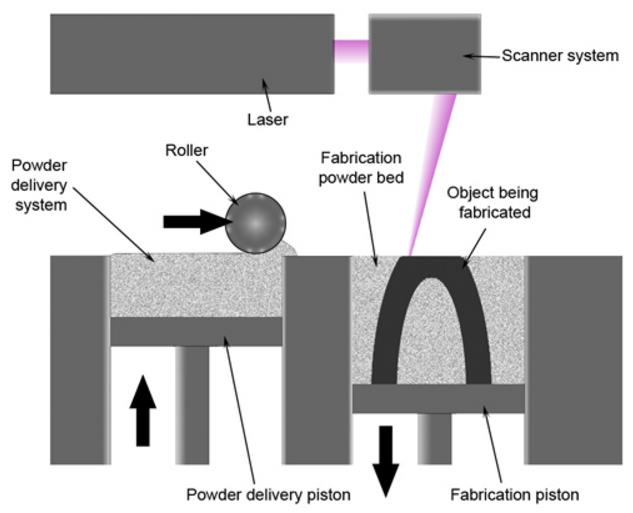 Scanner system
Laser
Roller
Powder
delivery
system
Fabrication
powder bed
Object being
fabricated
Powder delivery piston
Fabrication piston